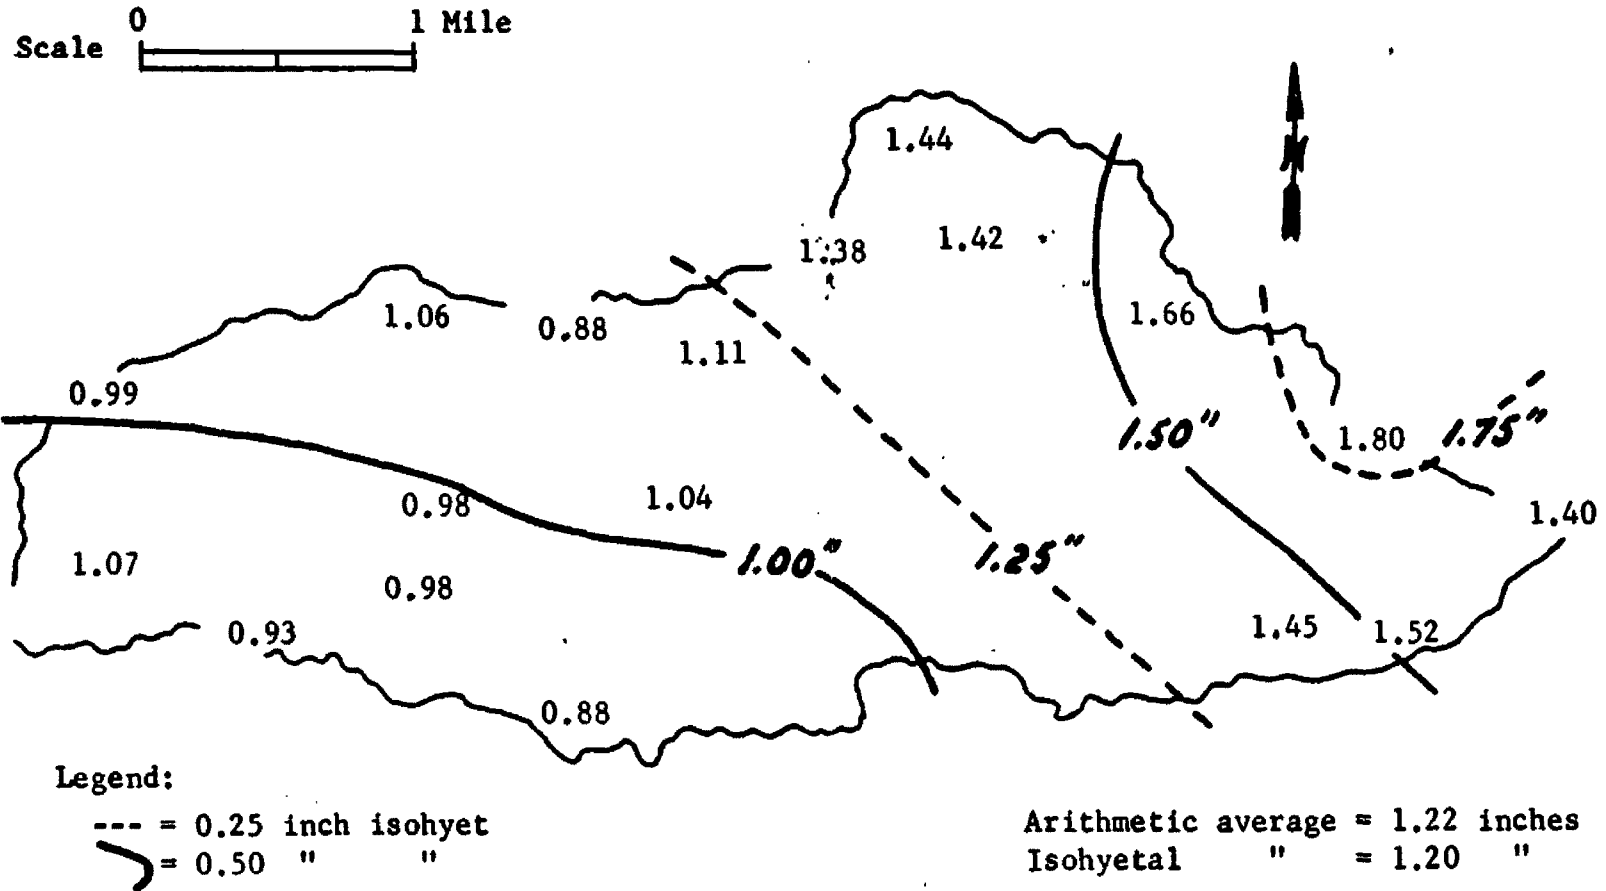 0 1 Mile
Scale
1.44
N
1.38 1.42
1.06 0.88 1.66
1.11
0.99
1.50" 1.80 1.75"
0.98 1.04 1.40
1.07 0.98 1.00" 1.25"
0.93 1.45 1.52
0.88
Legend:
--- = 0.25 inch isohyet
= 0.50 " "
Arithmetic average = 1.22 inches
Isohyetal " = 1.20 "